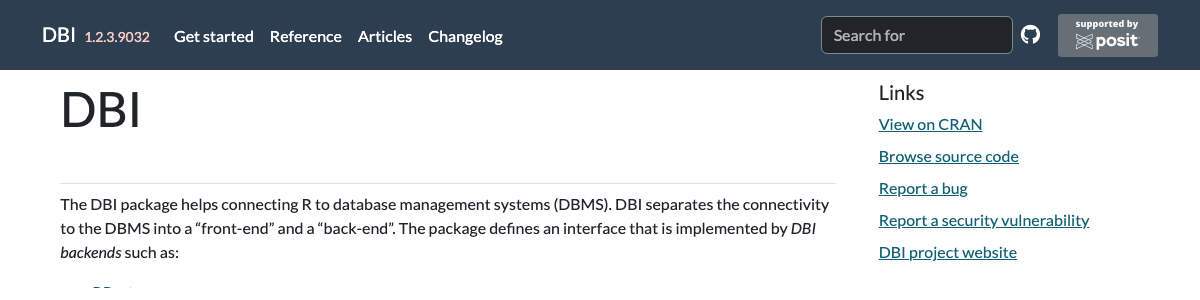 DBI 1.2.3.9032 Get started Reference Articles Changelog Search for supported by posit
DBI
The DBI package helps connecting R to database management systems (DBMS). DBI separates the connectivity
to the DBMS into a “front-end” and a “back-end”. The package defines an interface that is implemented by DBI
backends such as:
Links
View on CRAN
Browse source code
Report a bug
Report a security vulnerability
DBI project website